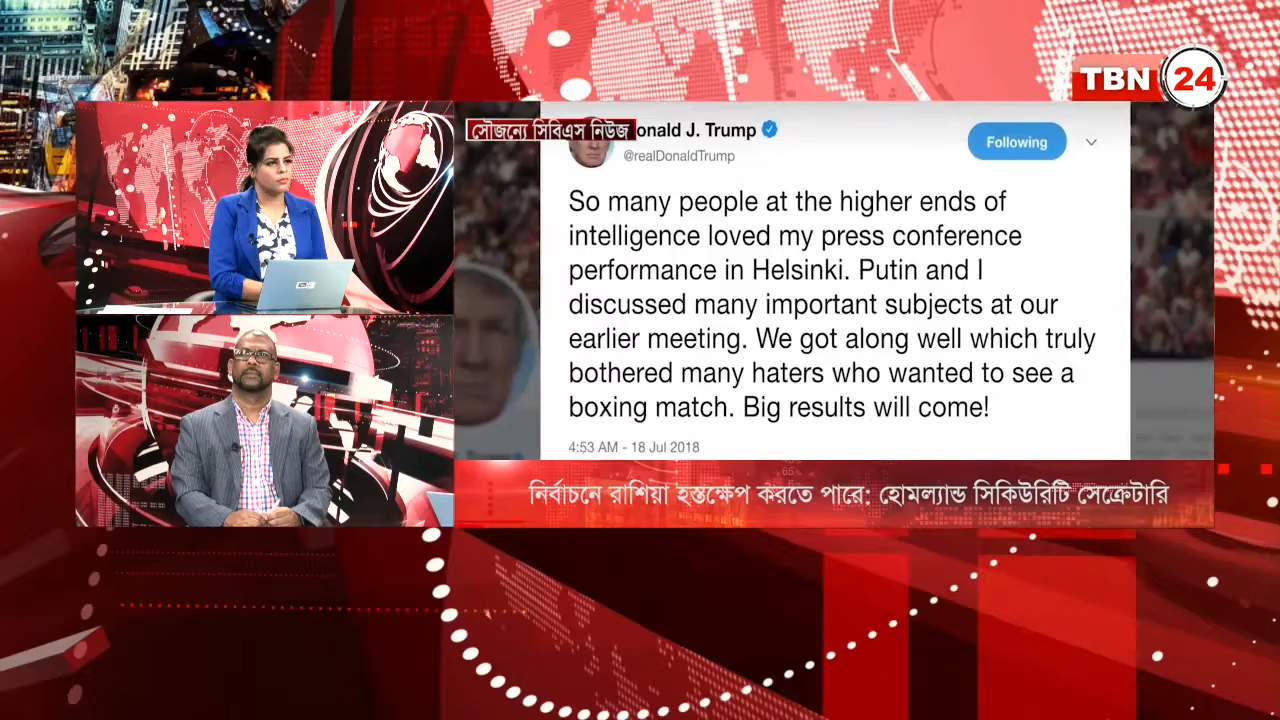 TBN 24
সৌজন্যে সিবিএস নিউজ
onald J. Trump
@realDonaldTrump
Following
So many people at the higher ends of
intelligence loved my press conference
performance in Helsinki. Putin and I
discussed many important subjects at our
earlier meeting. We got along well which truly
bothered many haters who wanted to see a
boxing match. Big results will come!
4:53 AM - 18 Jul 2018
নির্বাচনে রাশিয়া হস্তক্ষেপ করতে পারে: হোমল্যান্ড সিকিউরিটি সেক্রেটারি